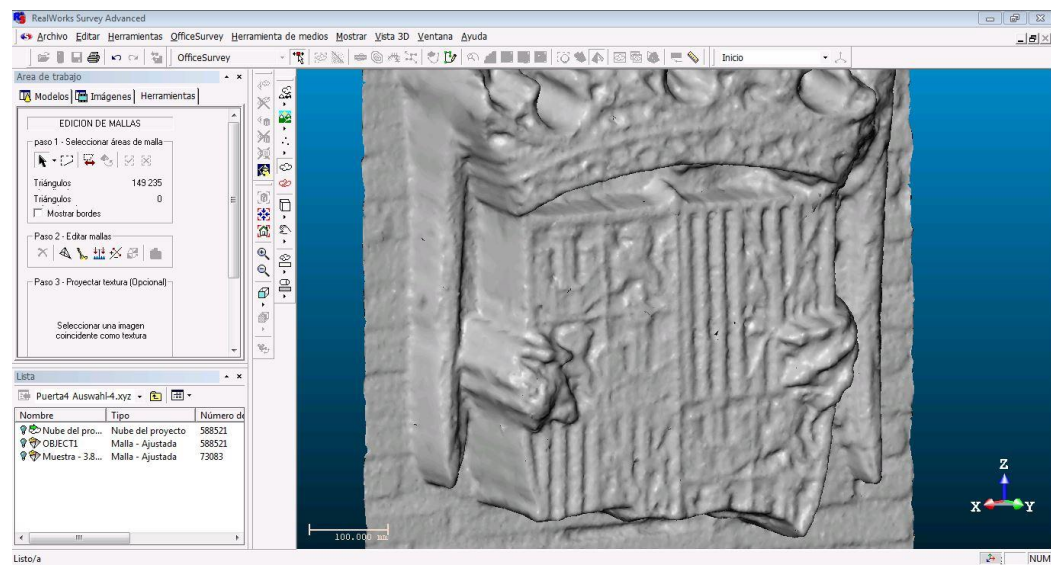 RealWorks Survey Advanced
Archivo Editar Herramientas OfficeSurvey Herramienta de medios Mostrar Vista 3D Ventana Ayuda
OfficeSurvey Inicio
Area de trabajo
Modelos Imágenes Herramientas
EDICION DE MALLAS
paso 1 - Seleccionar áreas de malla
Triángulos 149 235
Triángulos 0
Mostrar bordes
Paso 2 - Editar mallas
Paso 3 - Proyectar textura (Opcional)
Seleccionar una imagen
coincidente como textura
Lista
Puerta4 Auswahl-4.xyz
Nombre Tipo Número de
Nube del pro... Nube del proyecto 588521
OBJECT1 Malla - Ajustada 588521
Muestra - 3.8... Malla - Ajustada 73083
100.000 mm
Z
X Y
Listo/a NUM